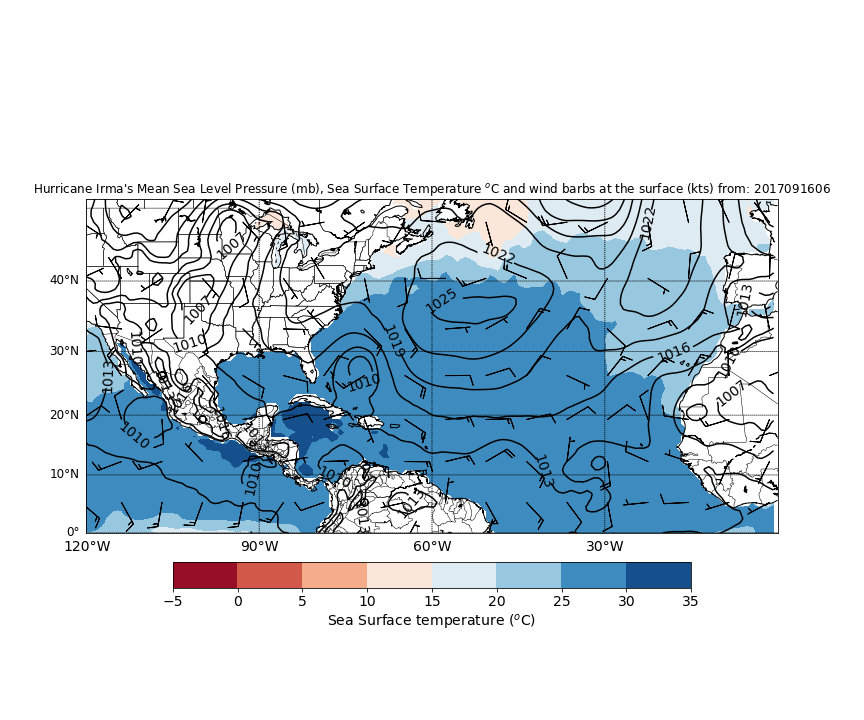 Hurricane Irma's Mean Sea Level Pressure (mb), Sea Surface Temperature °C and wind barbs at the surface (kts) from: 2017091606
1007
1022
1022
40°N
1025
1013
1007
1019
1010
1016
30°N
1013
1010
1010
1016
1007
20°N
1010
1013
10°N
1010
1013
0°
120°W 90°W 60°W 30°W
−5 0 5 10 15 20 25 30 35
Sea Surface temperature (°C)